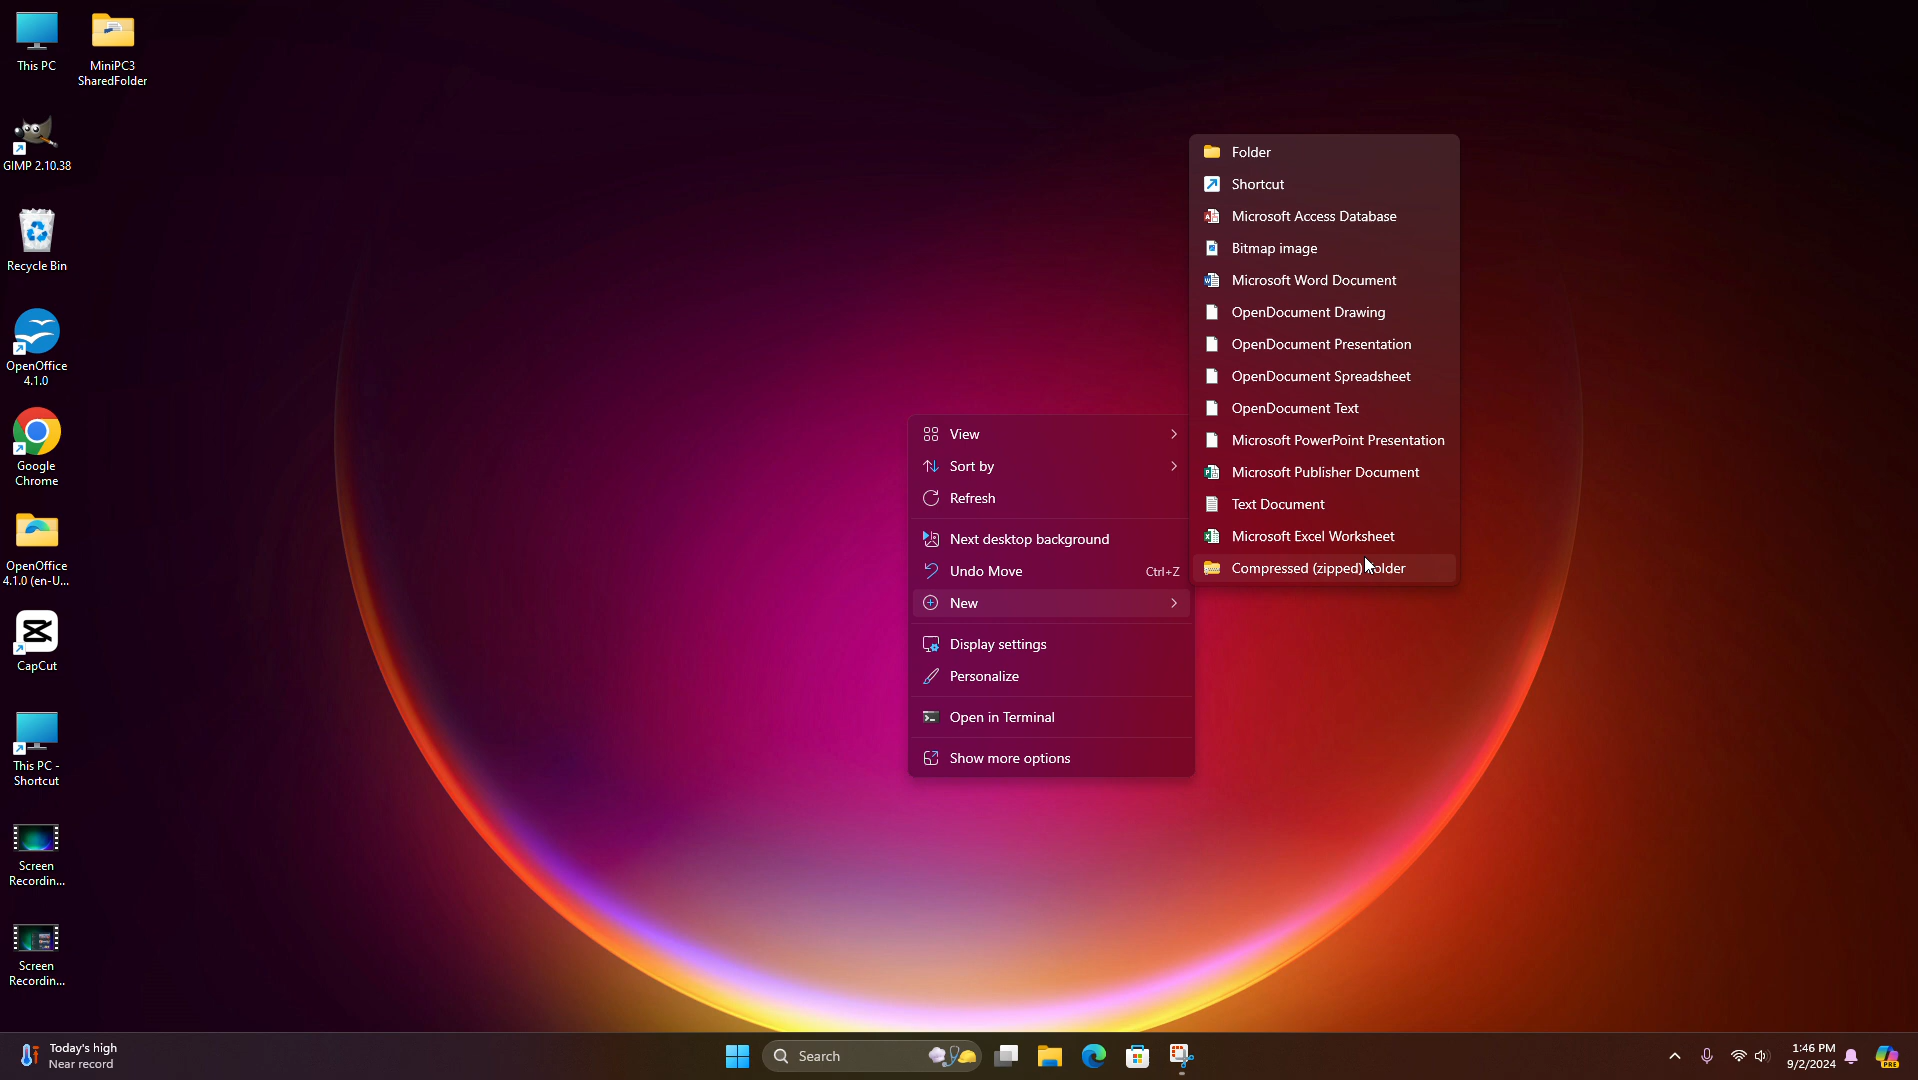 This PC
MiniPC3
SharedFolder
GIMP 2.10.38
Recycle Bin
OpenOffice
4.1.0
Google
Chrome
OpenOffice
4.1.0 (en-U...
CapCut
This PC -
Shortcut
Screen
Recordin...
Screen
Recordin...
View
Sort by
Refresh
Next desktop background
Undo Move Ctrl+Z
New
Display settings
Personalize
Open in Terminal
Show more options
Folder
Shortcut
Microsoft Access Database
Bitmap image
Microsoft Word Document
OpenDocument Drawing
OpenDocument Presentation
OpenDocument Spreadsheet
OpenDocument Text
Microsoft PowerPoint Presentation
Microsoft Publisher Document
Text Document
Microsoft Excel Worksheet
Compressed (zipped) Folder
Today's high
Near record
Search
1:46 PM
9/2/2024
PRE